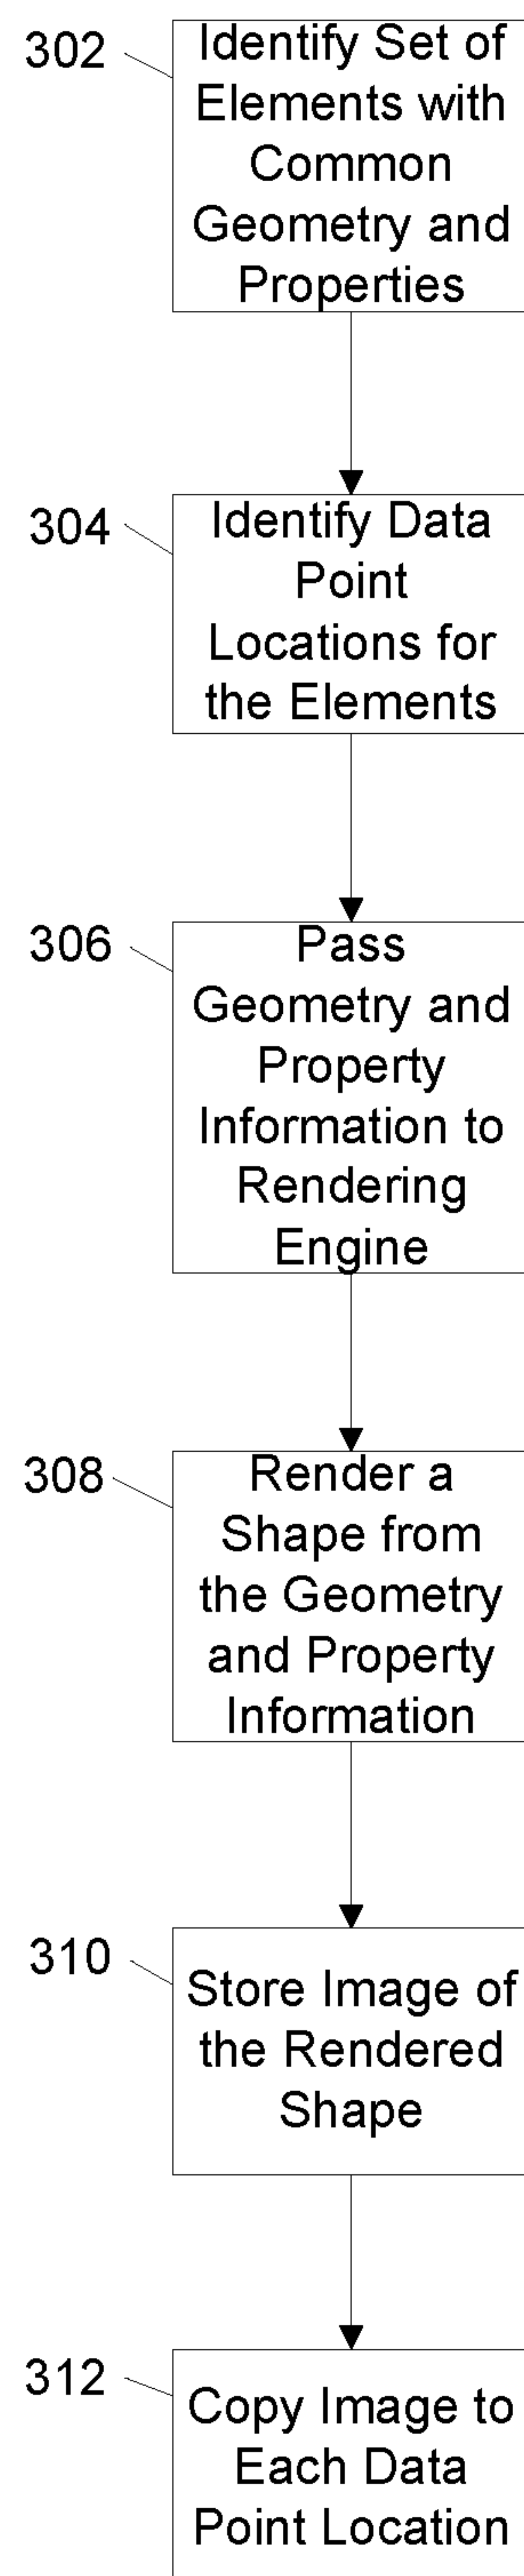 302
Identify Set of
Elements with
Common
Geometry and
Properties
304
Identify Data
Point
Locations for
the Elements
306
Pass
Geometry and
Property
Information to
Rendering
Engine
308
Render a
Shape from
the Geometry
and Property
Information
310
Store Image of
the Rendered
Shape
312
Copy Image to
Each Data
Point Location